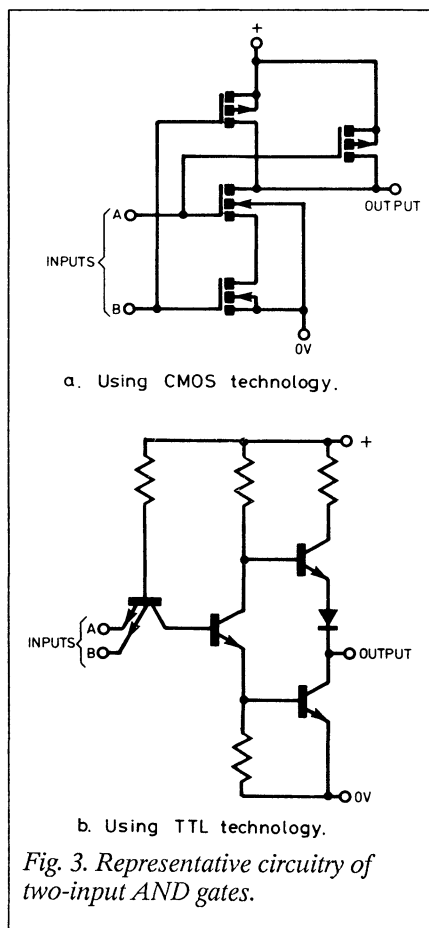 +
A
INPUTS
B
OUTPUT
0V
a. Using CMOS technology.
+
A
INPUTS
B
OUTPUT
0V
b. Using TTL technology.
Fig. 3. Representative circuitry of
two-input AND gates.